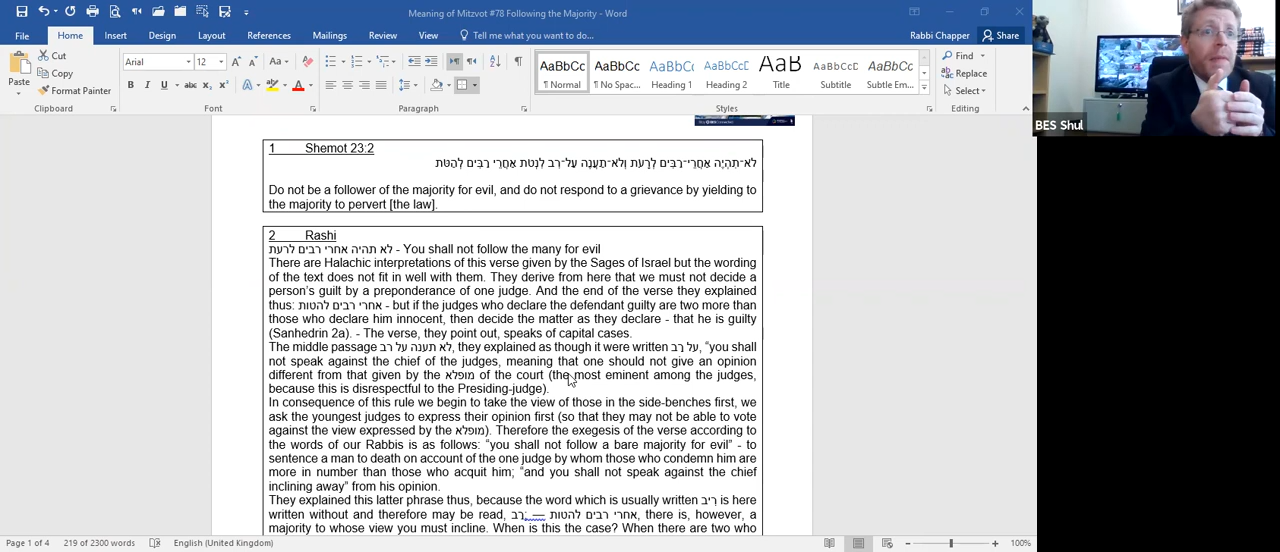 Meaning of Mitzvot #78 Following the Majority - Word
File Home Insert Design Layout References Mailings Review View Tell me what you want to do... Rabbi Chapper Share
Cut
Copy
Format Painter
Paste
Clipboard
Arial 12
B I U abc X₂ X²
Font
Paragraph
AaBbCc AaBbCc AaBbCc AaBbCc AaB AaBbCc AaBbCc
¶ Normal ¶ No Spac... Heading 1 Heading 2 Title Subtitle Subtle Em...
Styles
Find
Replace
Select
Editing
BES Shul
1 Shemot 23:2
לֹא־תִהְיֶה אַחֲרֵי־רַבִּים לְרָעֹת וְלֹא־תַעֲנֶה עַל־רִב לִנְטֹת אַחֲרֵי רַבִּים לְהַטֹּת
Do not be a follower of the majority for evil, and do not respond to a grievance by yielding to
the majority to pervert [the law].
2 Rashi
לא תהיה אחרי רבים לרעת - You shall not follow the many for evil
There are Halachic interpretations of this verse given by the Sages of Israel but the wording
of the text does not fit in well with them. They derive from here that we must not decide a
person's guilt by a preponderance of one judge. And the end of the verse they explained
thus: אחרי רבים להטות - but if the judges who declare the defendant guilty are two more than
those who declare him innocent, then decide the matter as they declare - that he is guilty
(Sanhedrin 2a). - The verse, they point out, speaks of capital cases.
The middle passage לא תענה על רב, they explained as though it were written על רַב, "you shall
not speak against the chief of the judges, meaning that one should not give an opinion
different from that given by the מופלא of the court (the most eminent among the judges,
because this is disrespectful to the Presiding-judge).
In consequence of this rule we begin to take the view of those in the side-benches first, we
ask the youngest judges to express their opinion first (so that they may not be able to vote
against the view expressed by the מופלא). Therefore the exegesis of the verse according to
the words of our Rabbis is as follows: "you shall not follow a bare majority for evil" - to
sentence a man to death on account of the one judge by whom those who condemn him are
more in number than those who acquit him; "and you shall not speak against the chief
inclining away" from his opinion.
They explained this latter phrase thus, because the word which is usually written ריב is here
written without and therefore may be read, רַב; — אחרי רבים להטות, there is, however, a
majority to whose view you must incline. When is this the case? When there are two who
Page 1 of 4 219 of 2300 words English (United Kingdom) 100%